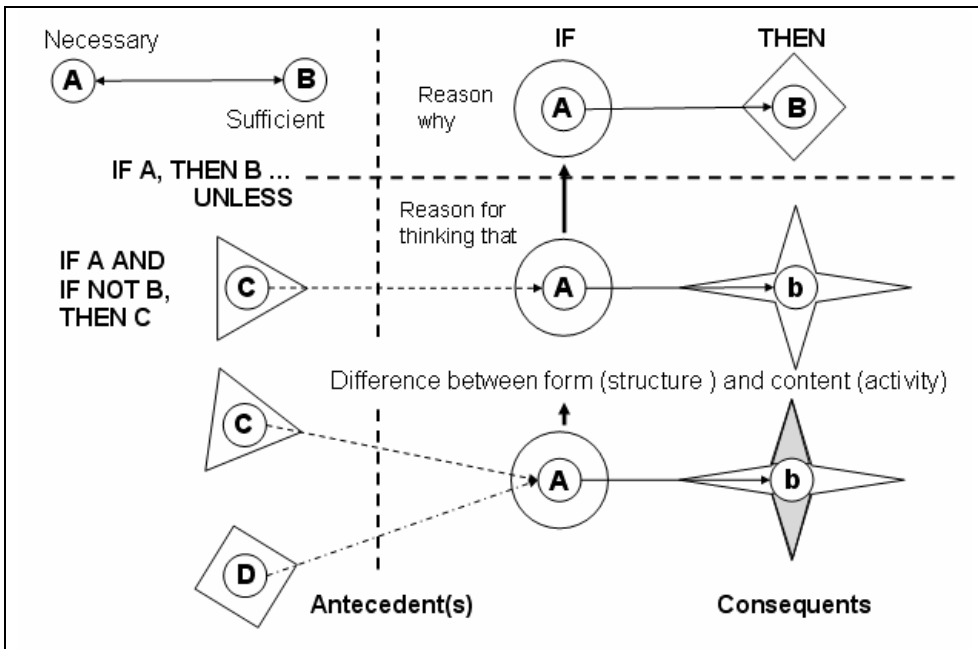 Necessary
A
B
Sufficient
IF
THEN
Reason
why
A
B
IF A, THEN B ...
UNLESS
Reason for
thinking that
IF A AND
IF NOT B,
THEN C
C
A
b
Difference between form (structure ) and content (activity)
C
A
b
D
Antecedent(s)
Consequents